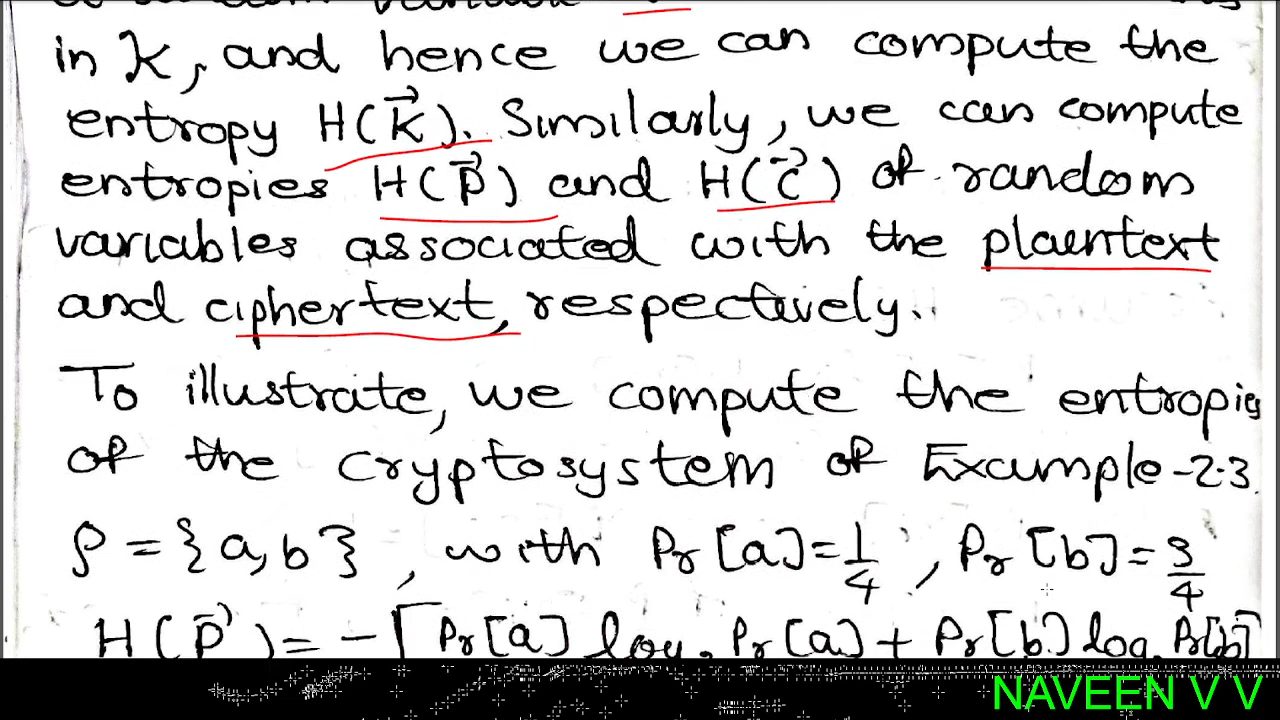 in K, and hence we can compute the
entropy H(K⃗). Similarly, we can compute
entropies H(P⃗) and H(C⃗) of random
variables associated with the plaintext
and ciphertext, respectively.
To illustrate, we compute the entropies
of the cryptosystem of Example-2.3.
P = {a, b}, with Pr[a] = 1/4, Pr[b] = 3/4
H(P⃗) = -[Pr[a] log₂ Pr[a] + Pr[b] log₂ Pr[b]]
NAVEEN V V